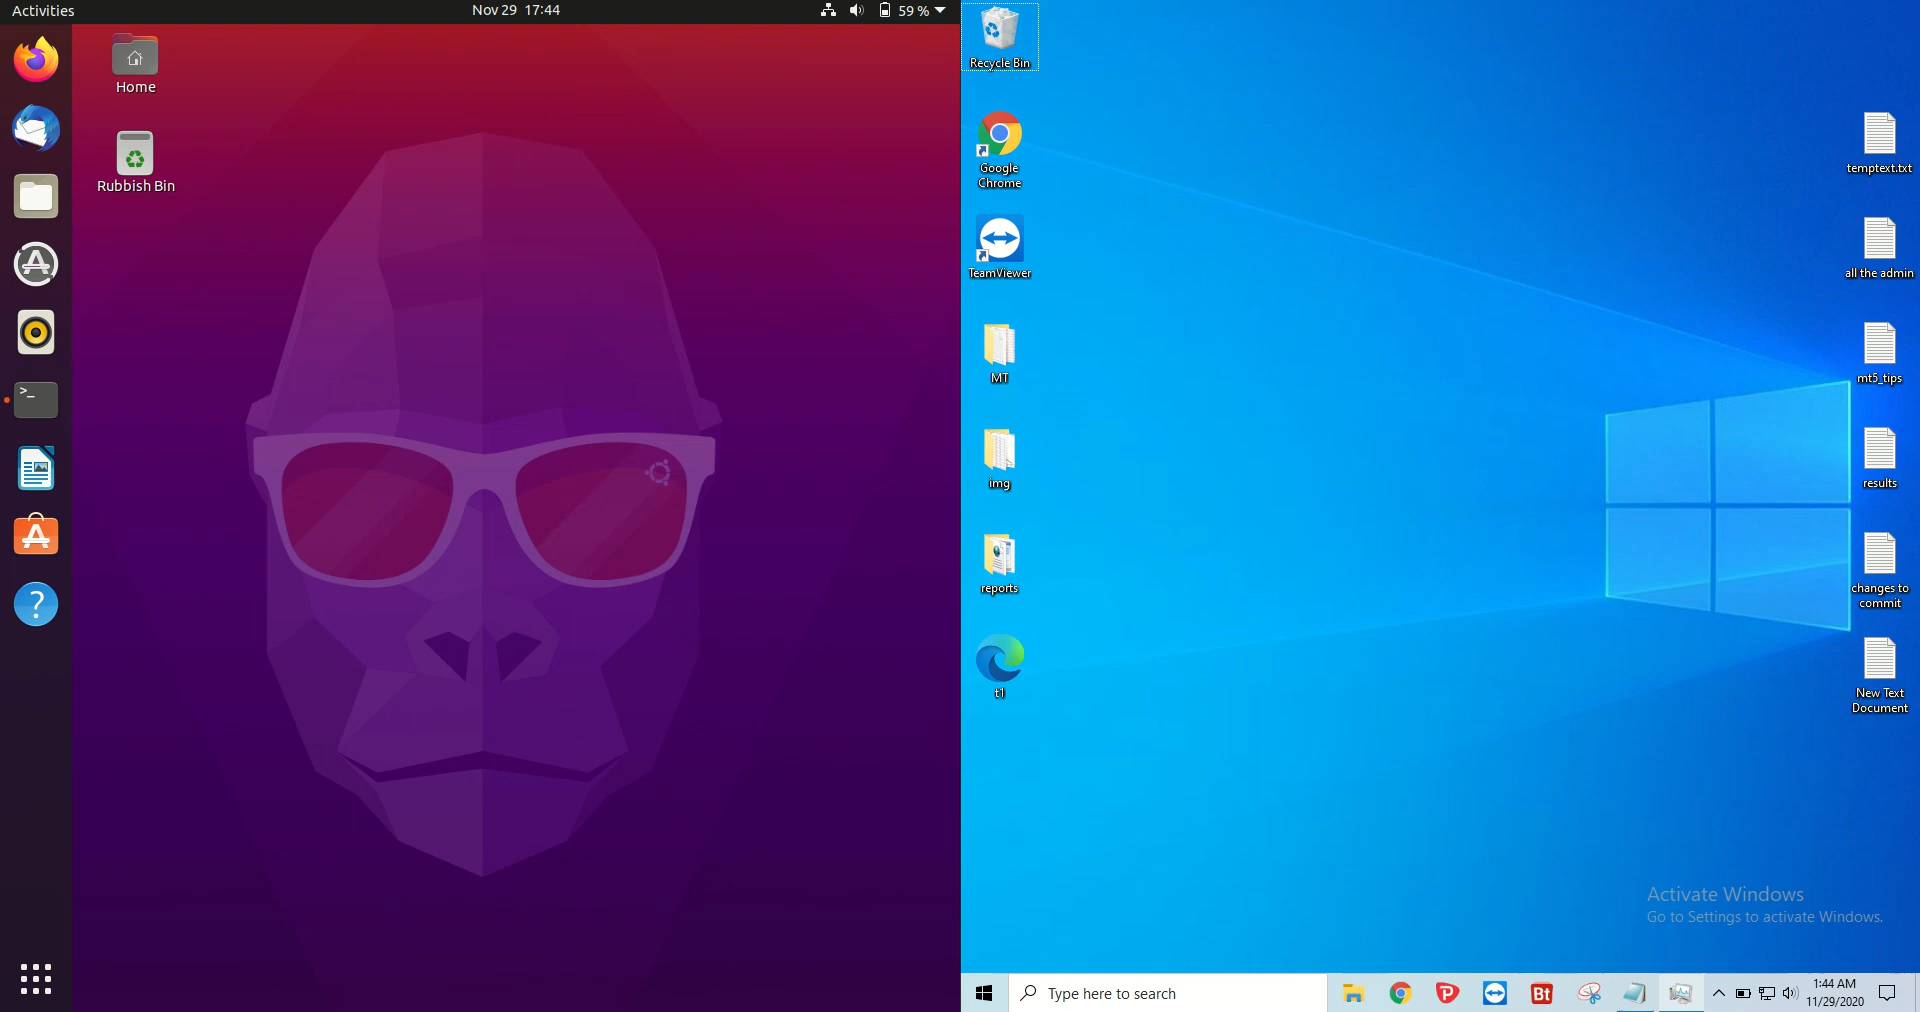 Activities
Nov 29 17:44
59 %
Home
Rubbish Bin
Recycle Bin
Google
Chrome
TeamViewer
MT
img
reports
t1
temptext.txt
all the admin
mt5_tips
results
changes to
commit
New Text
Document
Activate Windows
Go to Settings to activate Windows.
Type here to search
Bt
1:44 AM
11/29/2020